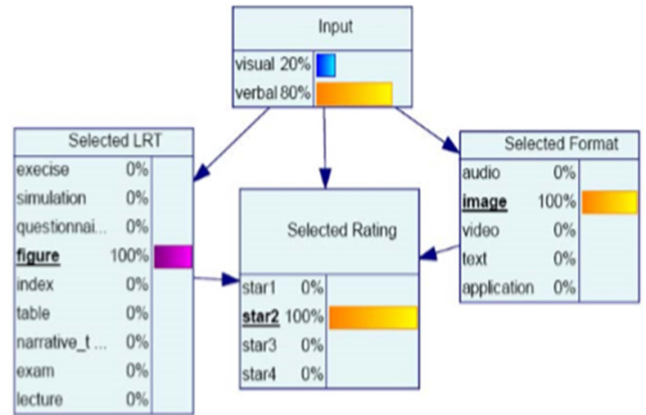 Input
visual 20%
verbal 80%
Selected LRT
execise 0%
simulation 0%
questionnai... 0%
figure 100%
index 0%
table 0%
narrative_t ... 0%
exam 0%
lecture 0%
Selected Rating
star1 0%
star2 100%
star3 0%
star4 0%
Selected Format
audio 0%
image 100%
video 0%
text 0%
application 0%